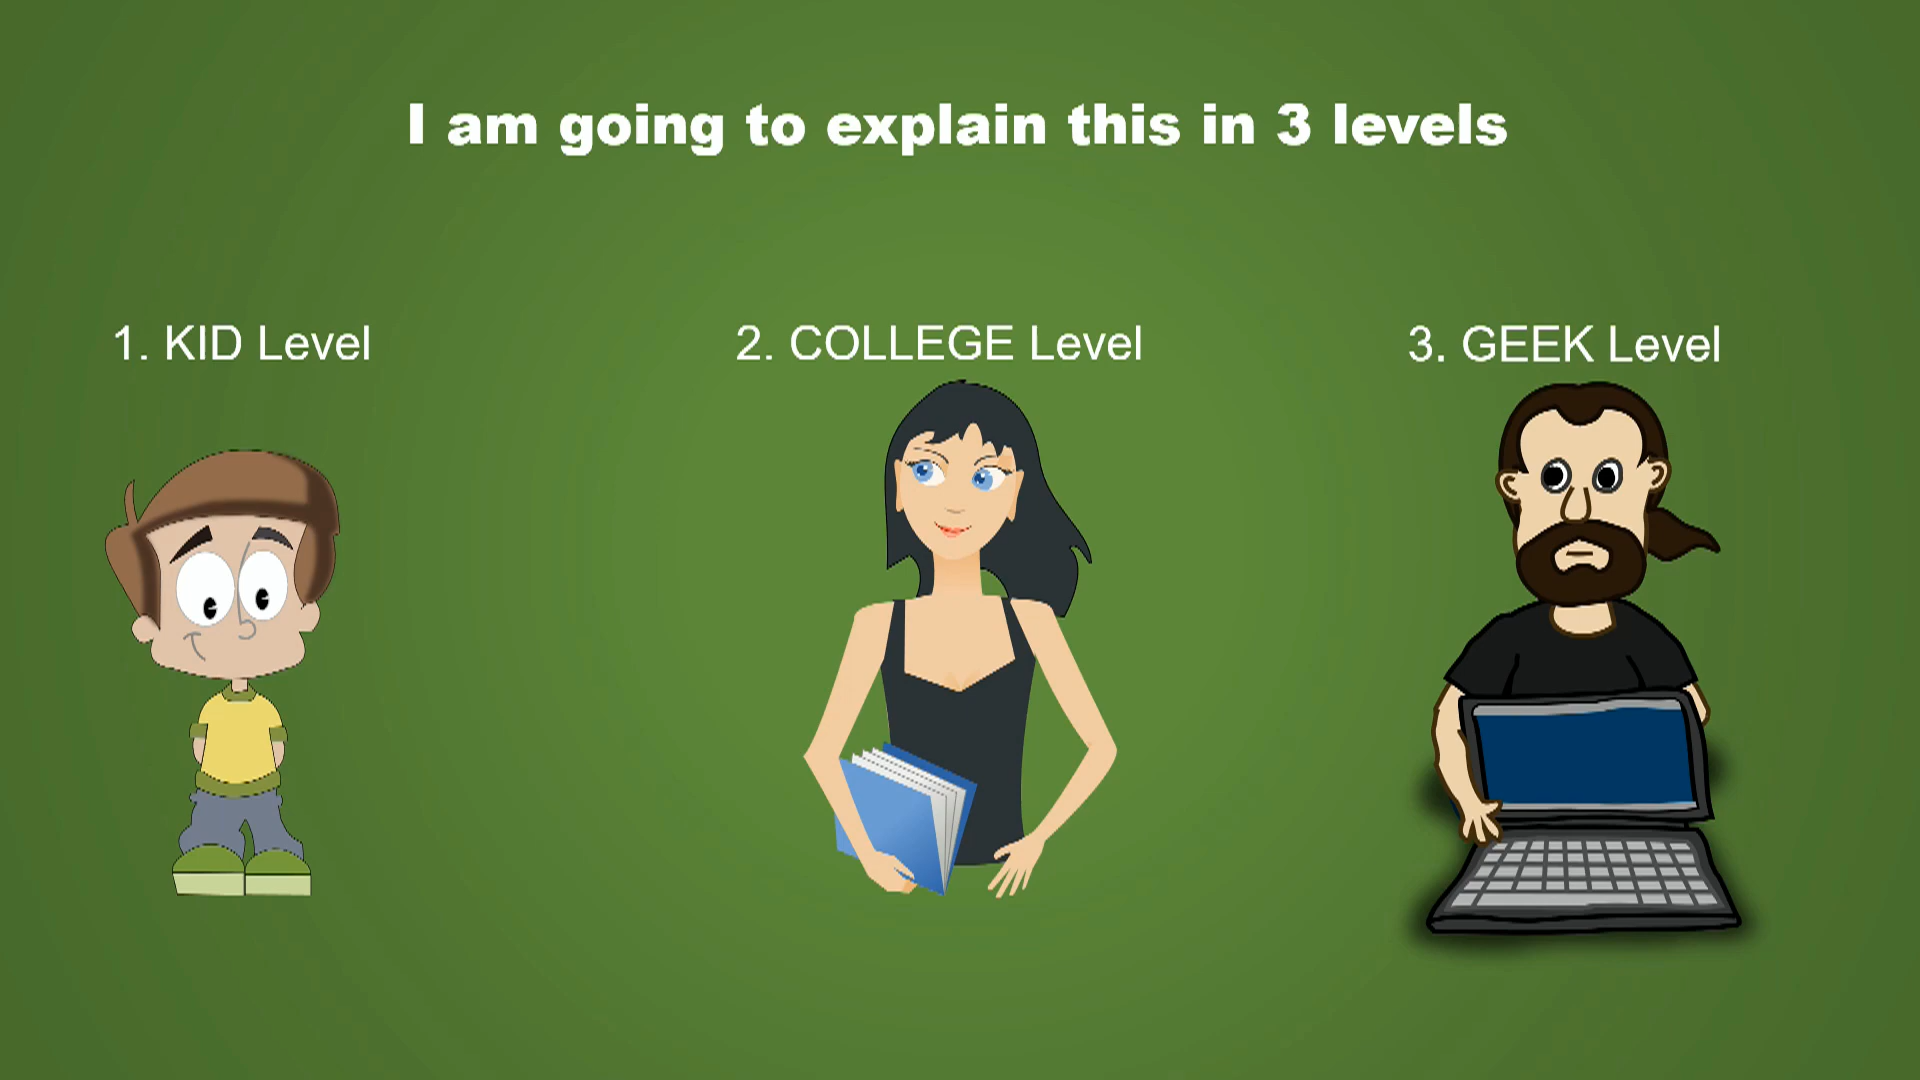 I am going to explain this in 3 levels
1. KID Level
2. COLLEGE Level
3. GEEK Level